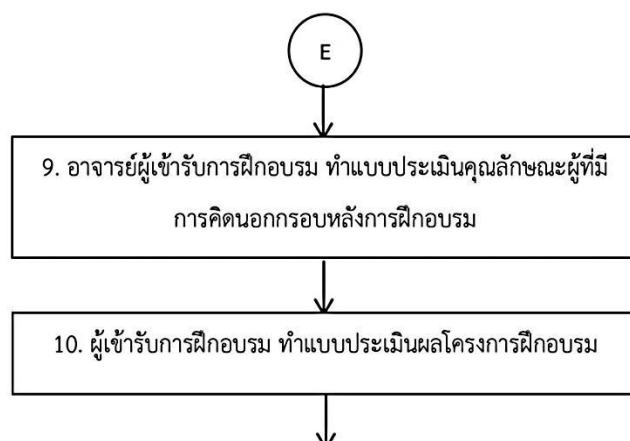 E
9. อาจารย์ผู้เข้ารับการฝึกอบรม ทำแบบประเมินคุณลักษณะผู้ที่มี
การคิดนอกกรอบหลังการฝึกอบรม
10. ผู้เข้ารับการฝึกอบรม ทำแบบประเมินผลโครงการฝึกอบรม